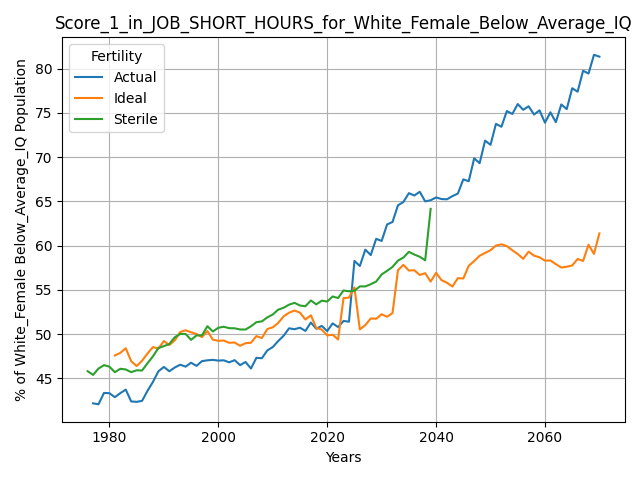 Score_1_in_JOB_SHORT_HOURS_for_White_Female_Below_Average_IQ
Fertility
Actual
Ideal
Sterile
% of White_Female Below_Average_IQ Population
80
75
70
65
60
55
50
45
1980
2000
2020
2040
2060
Years